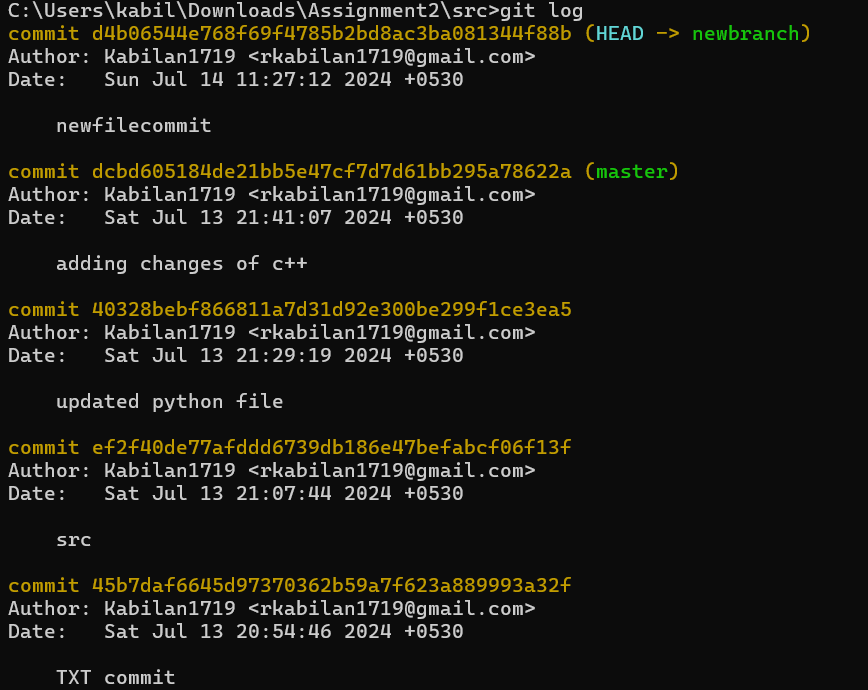 C:\Users\kabil\Downloads\Assignment2\src>git log
commit d4b06544e768f69f4785b2bd8ac3ba081344f88b (HEAD -> newbranch)
Author: Kabilan1719 <rkabilan1719@gmail.com>
Date:   Sun Jul 14 11:27:12 2024 +0530
    newfilecommit
commit dcbd605184de21bb5e47cf7d7d61bb295a78622a (master)
Author: Kabilan1719 <rkabilan1719@gmail.com>
Date:   Sat Jul 13 21:41:07 2024 +0530
    adding changes of c++
commit 40328bebf866811a7d31d92e300be299f1ce3ea5
Author: Kabilan1719 <rkabilan1719@gmail.com>
Date:   Sat Jul 13 21:29:19 2024 +0530
    updated python file
commit ef2f40de77afddd6739db186e47befabcf06f13f
Author: Kabilan1719 <rkabilan1719@gmail.com>
Date:   Sat Jul 13 21:07:44 2024 +0530
    src
commit 45b7daf6645d97370362b59a7f623a889993a32f
Author: Kabilan1719 <rkabilan1719@gmail.com>
Date:   Sat Jul 13 20:54:46 2024 +0530
    TXT commit